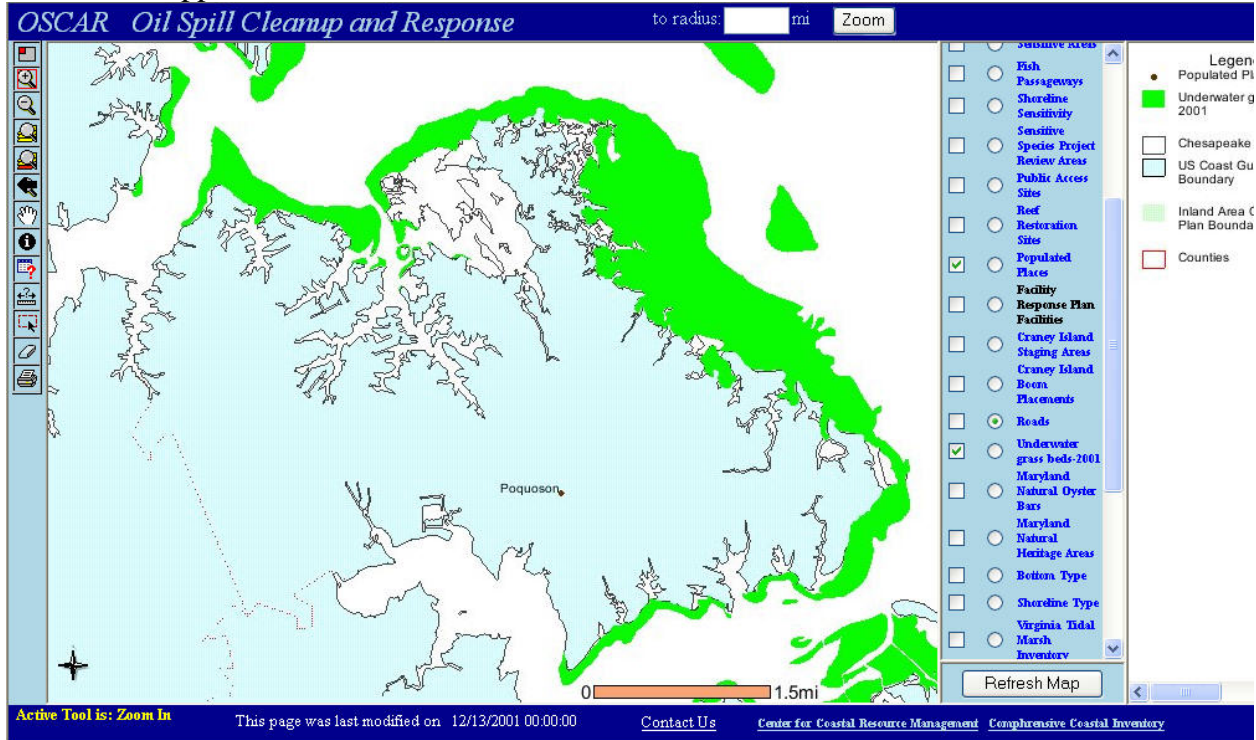 OSCAR Oil Spill Cleanup and Response
to radius: mi Zoom
Sensitive Areas
Fish
Passageways
Shoreline
Sensitivity
Sensitive
Species Project
Review Areas
Public Access
Sites
Reef
Restoration
Sites
Populated
Places
Facility
Response Plan
Facilities
Craney Island
Staging Areas
Craney Island
Boom
Placements
Roads
Underwater
grass beds-2001
Maryland
Natural Oyster
Bars
Maryland
Natural
Heritage Areas
Bottom Type
Shoreline Type
Virginia Tidal
Marsh
Inventory
Refresh Map
Legen
Populated Pl
Underwater g
2001
Chesapeake
US Coast Gu
Boundary
Inland Area C
Plan Bounda
Counties
Poquoson
0 1.5mi
Active Tool is: Zoom In
This page was last modified on 12/13/2001 00:00:00
Contact Us
Center for Coastal Resource Management Comphrensive Coastal Inventory